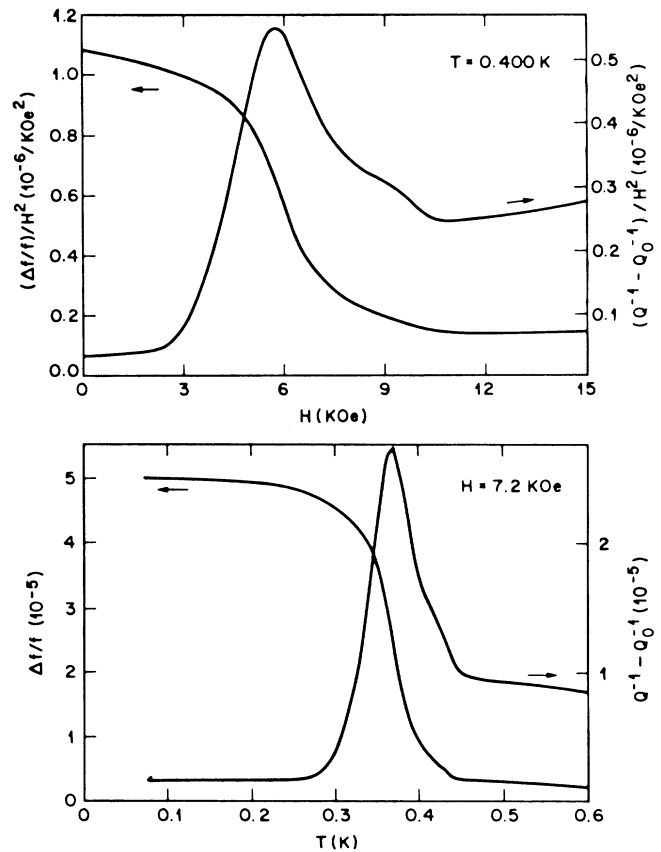 1.2
1.0
0.8
0.6
0.4
0.2
0.0
(Δf/f)/H² (10⁻⁶/KOe²)
T = 0.400 K
0.5
0.4
0.3
0.2
0.1
(Q⁻¹ - Q₀⁻¹)/H² (10⁻⁶/KOe²)
0 3 6 9 12 15
H (KOe)
5
4
3
2
1
0
Δf/f (10⁻⁵)
H = 7.2 KOe
2
1
Q⁻¹ - Q₀⁻¹ (10⁻⁵)
0 0.1 0.2 0.3 0.4 0.5 0.6
T(K)